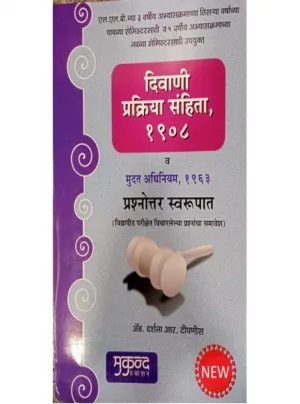 एल.एल.बी.च्या ३ वर्षीय अभ्यासक्रमाच्या तिसऱ्या वर्षाच्या
पाचव्या सेमिस्टरसाठी व ५ वर्षीय अभ्यासक्रमाच्या
नवव्या सेमिस्टरसाठी उपयुक्त
दिवाणी
प्रक्रिया संहिता,
१९०८
व
मुदत अधिनियम, १९६३
प्रश्नोत्तर स्वरूपात
(विद्यापीठ परीक्षेत विचारलेल्या प्रश्नांचा समावेश)
ॲड. दर्शना आर. टीपणीस
मुकुन्द
प्रकाशन
NEW